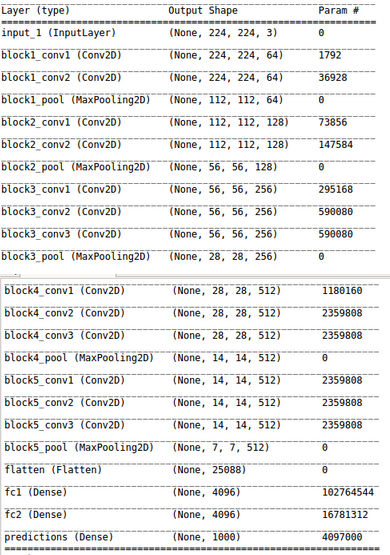 Layer (type) Output Shape Param #
input_1 (InputLayer) (None, 224, 224, 3) 0
block1_conv1 (Conv2D) (None, 224, 224, 64) 1792
block1_conv2 (Conv2D) (None, 224, 224, 64) 36928
block1_pool (MaxPooling2D) (None, 112, 112, 64) 0
block2_conv1 (Conv2D) (None, 112, 112, 128) 73856
block2_conv2 (Conv2D) (None, 112, 112, 128) 147584
block2_pool (MaxPooling2D) (None, 56, 56, 128) 0
block3_conv1 (Conv2D) (None, 56, 56, 256) 295168
block3_conv2 (Conv2D) (None, 56, 56, 256) 590080
block3_conv3 (Conv2D) (None, 56, 56, 256) 590080
block3_pool (MaxPooling2D) (None, 28, 28, 256) 0
block4_conv1 (Conv2D) (None, 28, 28, 512) 1180160
block4_conv2 (Conv2D) (None, 28, 28, 512) 2359808
block4_conv3 (Conv2D) (None, 28, 28, 512) 2359808
block4_pool (MaxPooling2D) (None, 14, 14, 512) 0
block5_conv1 (Conv2D) (None, 14, 14, 512) 2359808
block5_conv2 (Conv2D) (None, 14, 14, 512) 2359808
block5_conv3 (Conv2D) (None, 14, 14, 512) 2359808
block5_pool (MaxPooling2D) (None, 7, 7, 512) 0
flatten (Flatten) (None, 25088) 0
fc1 (Dense) (None, 4096) 102764544
fc2 (Dense) (None, 4096) 16781312
predictions (Dense) (None, 1000) 4097000